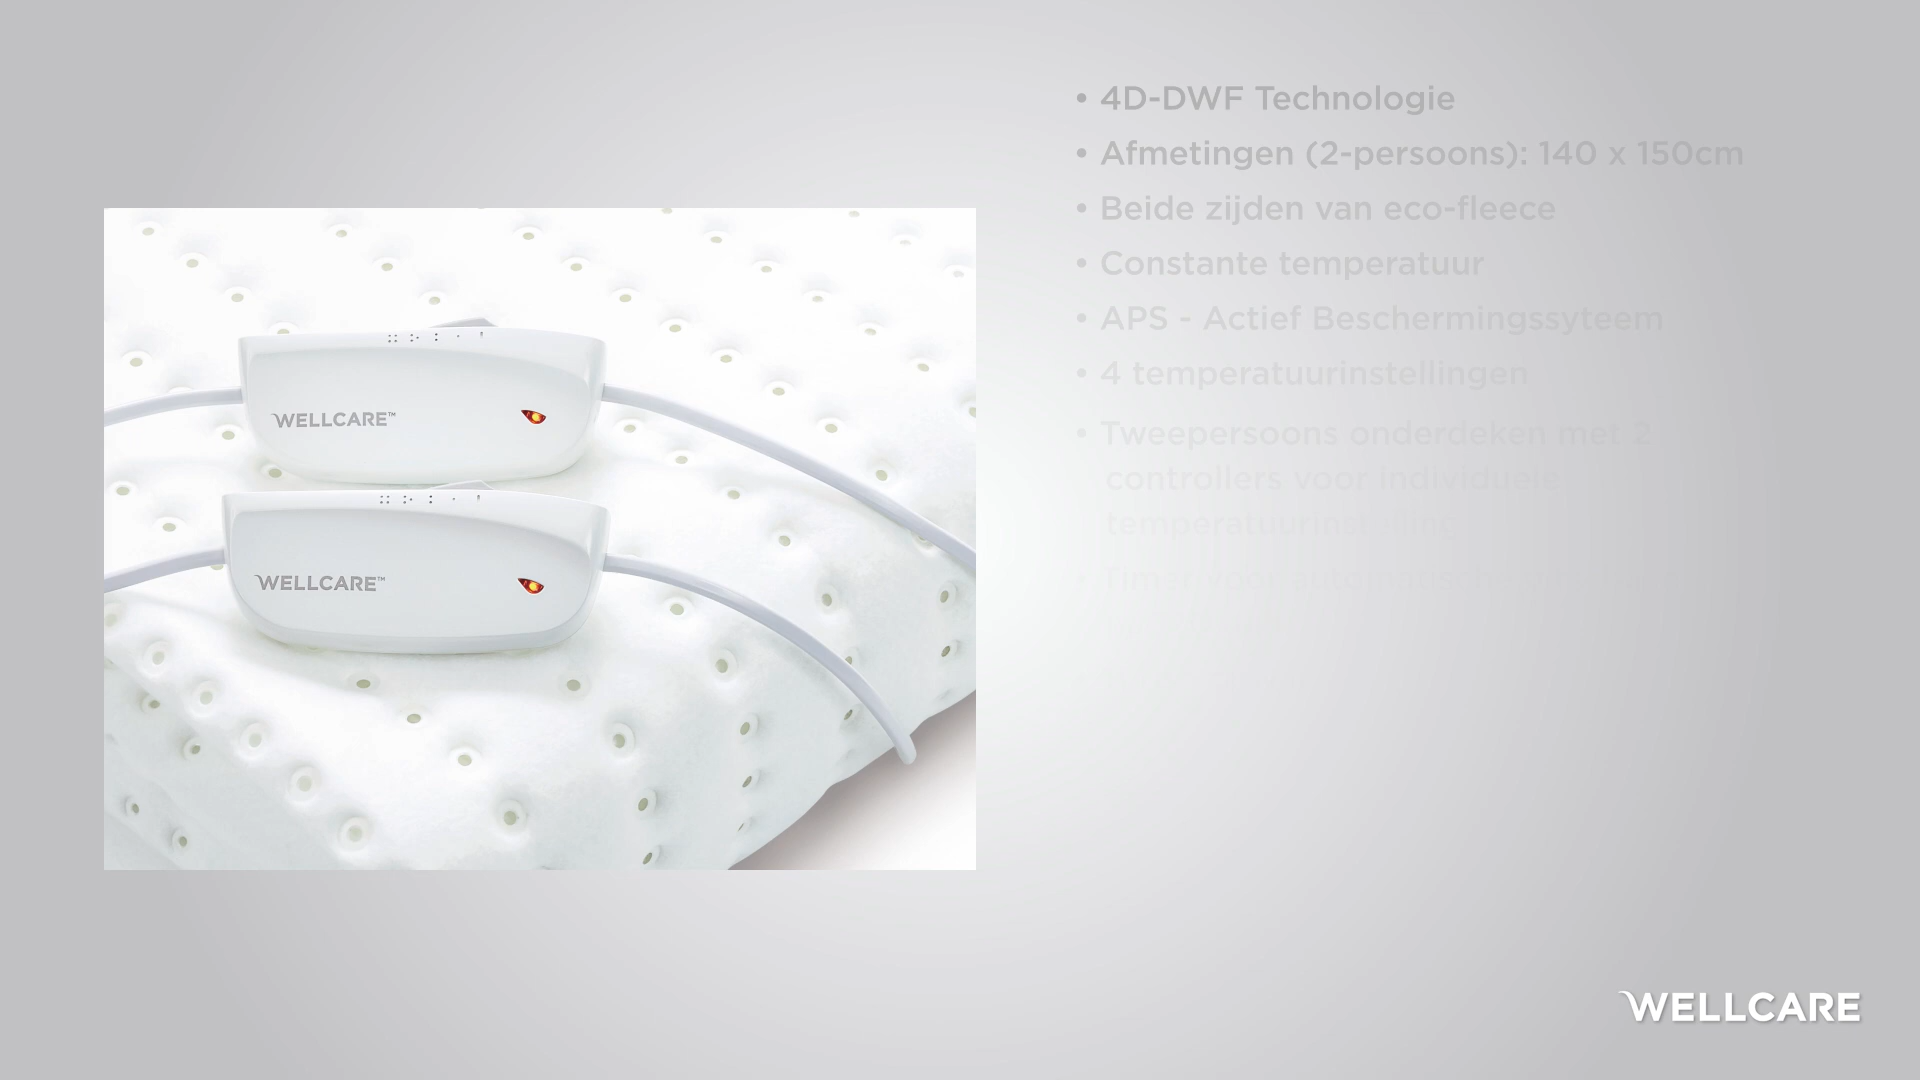 • 4D-DWF Technologie
• Afmetingen (2-persoons): 140 x 150cm
• Beide zijden van eco-fleece
• Constante temperatuur
• APS - Actief Beschermingssyteem
• 4 temperatuurinstellingen
• Tweepersoons onderdeken met 2
controllers voor individuele
temperatuurinstelling
WELLCARE™
WELLCARE™
WELLCARE